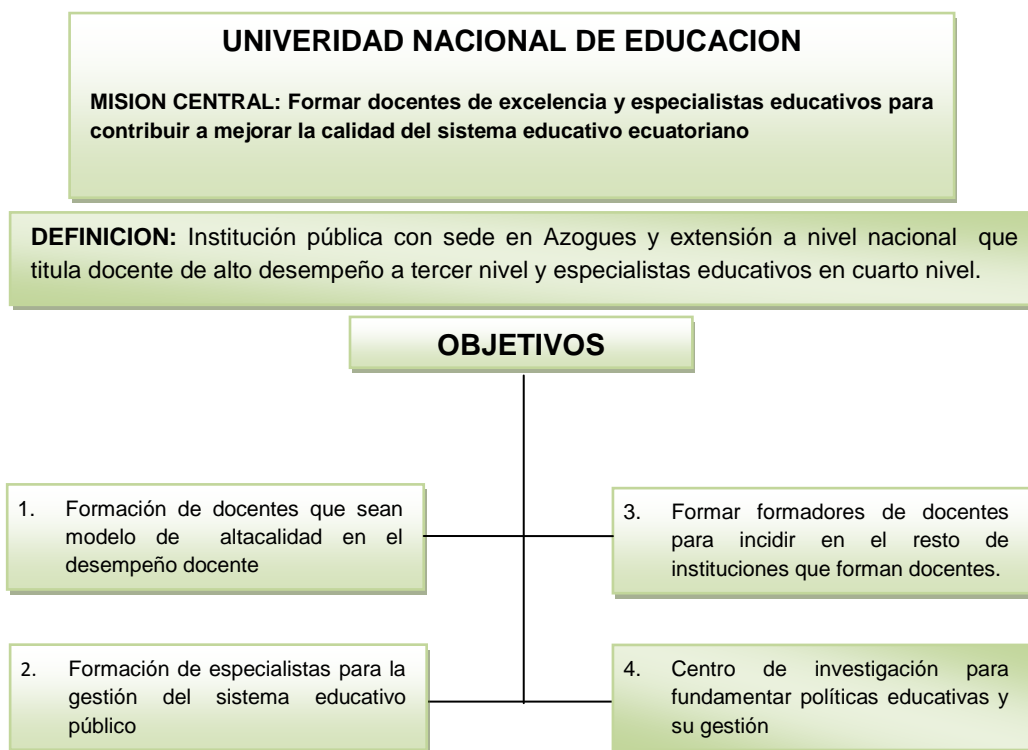 UNIVERIDAD NACIONAL DE EDUCACION
MISION CENTRAL: Formar docentes de excelencia y especialistas educativos para
contribuir a mejorar la calidad del sistema educativo ecuatoriano
DEFINICION: Institución pública con sede en Azogues y extensión a nivel nacional que
titula docente de alto desempeño a tercer nivel y especialistas educativos en cuarto nivel.
OBJETIVOS
1. Formación de docentes que sean
modelo de altacalidad en el
desempeño docente
2. Formación de especialistas para la
gestión del sistema educativo
público
3. Formar formadores de docentes
para incidir en el resto de
instituciones que forman docentes.
4. Centro de investigación para
fundamentar políticas educativas y
su gestión